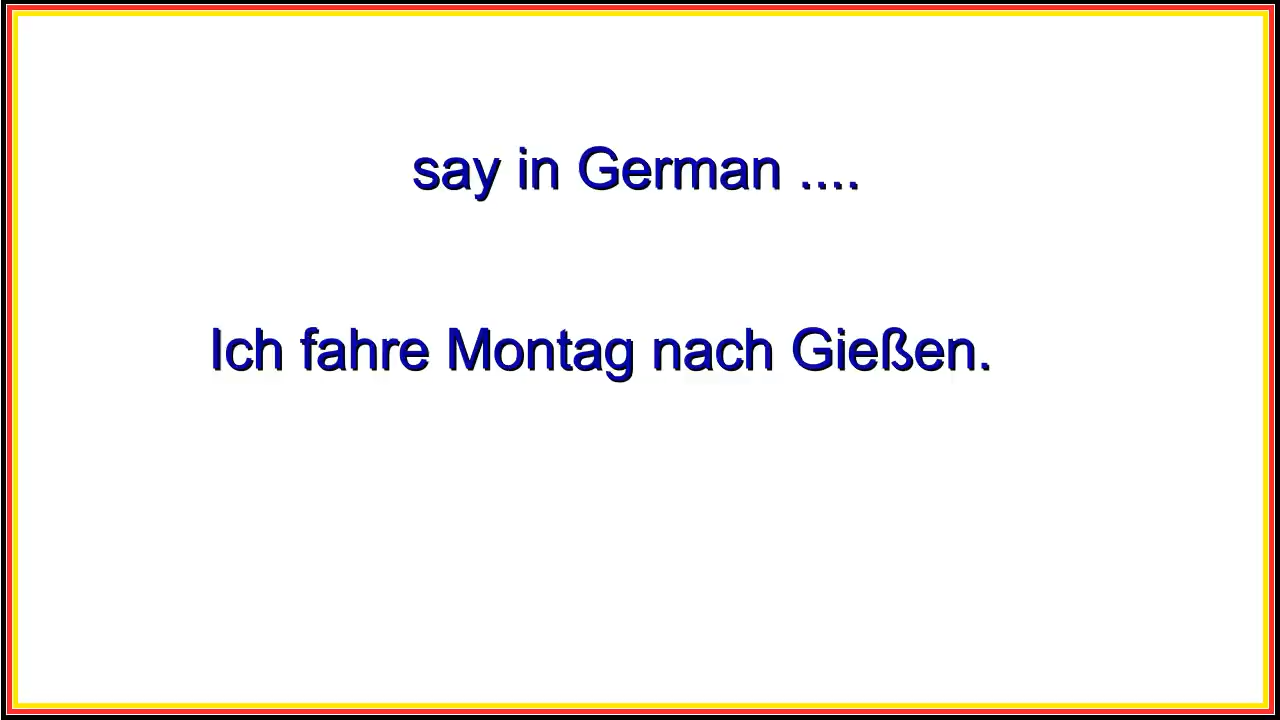 say in German ....
Ich fahre Montag nach Gießen.